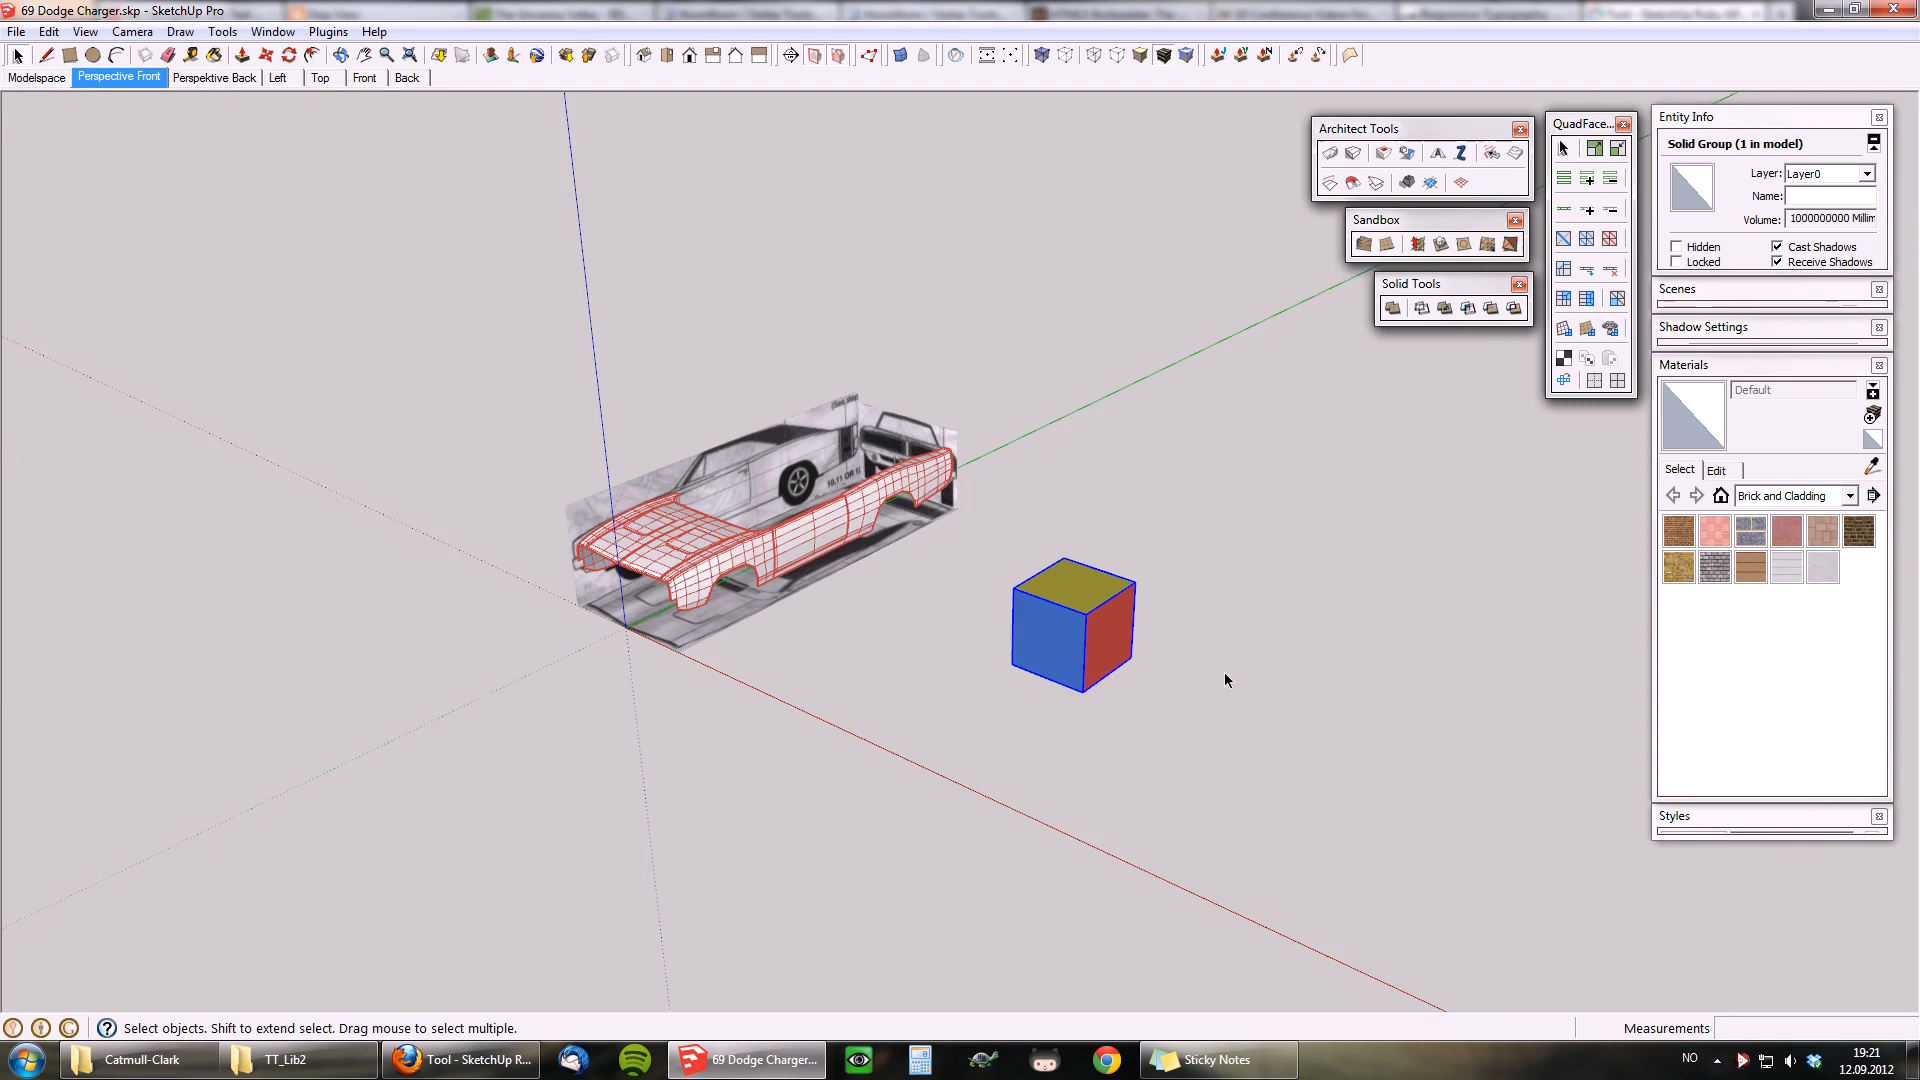 69 Dodge Charger.skp - SketchUp Pro
File Edit View Camera Draw Tools Window Plugins Help
Modelspace Perspective Front Perspektive Back Left Top Front Back
Architect Tools
QuadFace...
Sandbox
Solid Tools
Entity Info
Solid Group (1 in model)
Layer: Layer0
Name:
Volume: 1000000000 Millim
Hidden Cast Shadows
Locked Receive Shadows
Scenes
Shadow Settings
Materials
Default
Select Edit
Brick and Cladding
Styles
Select objects. Shift to extend select. Drag mouse to select multiple.
Measurements
Catmull-Clark TT_Lib2 Tool - SketchUp R... 69 Dodge Charger... Sticky Notes
NO
19:21
12.09.2012